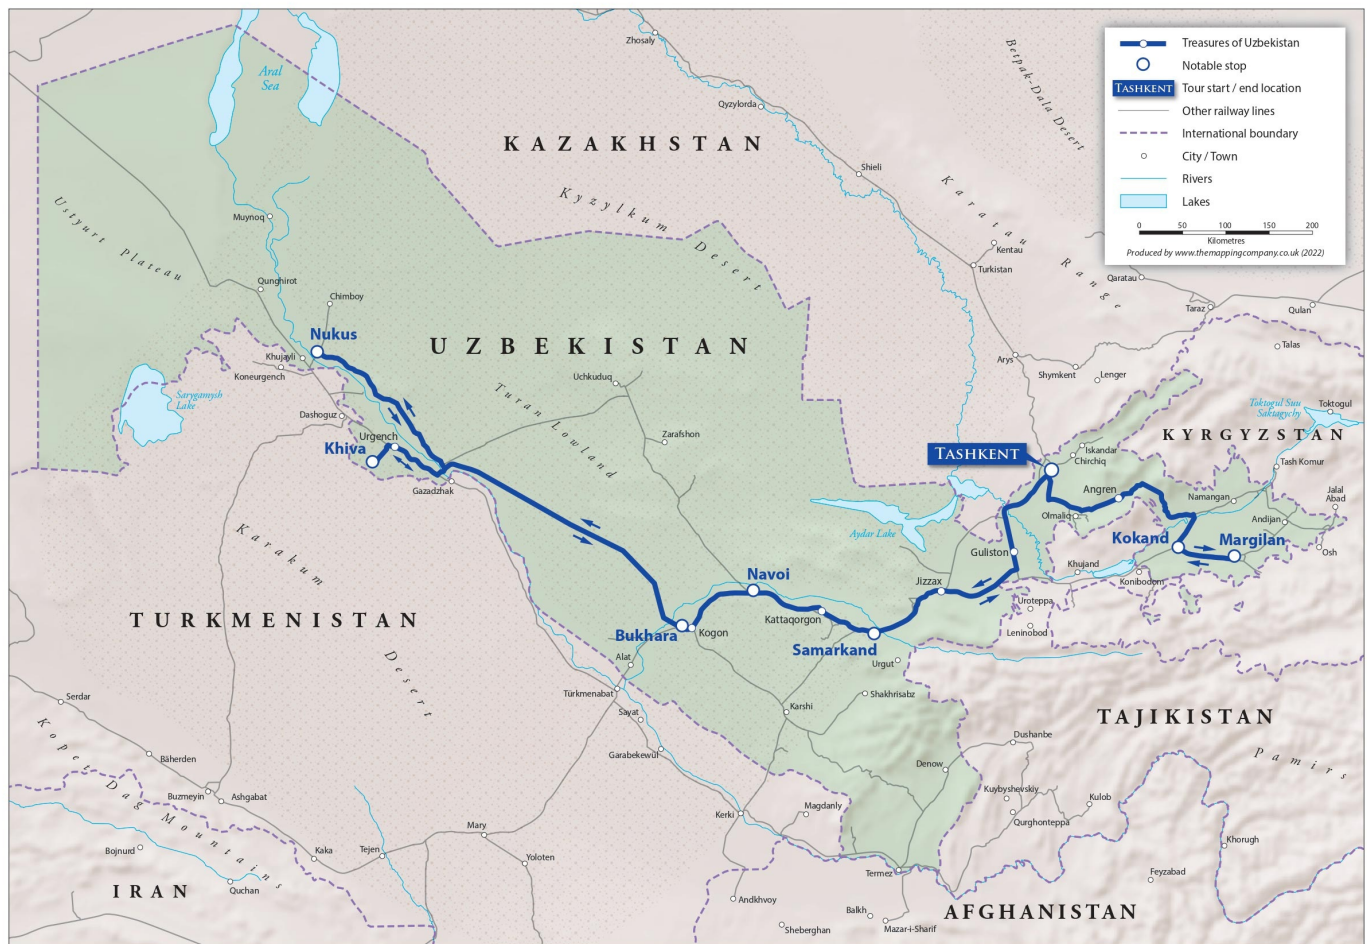 Zhosaly
Aral
Sea
Betpak-Dala Desert
Treasures of Uzbekistan
Notable stop
TASHKENT
Tour start / end location
Other railway lines
International boundary
City / Town
Rivers
Lakes
0 50 100 150 200
Kilometres
Produced by www.themappingcompany.co.uk (2022)
Qyzylorda
KAZAKHSTAN
Shieli
Kyzylkum Desert
Karatau Range
Ustyurt Plateau
Muynoq
Kentau
Turkistan
Qunghirot
Chimboy
Qaratau
Taraz
Qulan
Nukus
UZBEKISTAN
Talas
Khujayli
Koneurgench
Arys
Shymkent
Lenger
Uchkuduq
Turan Lowland
Sarygamysh
Lake
Dashoguz
Toktogul Suu
Saktagychy
Toktogul
Urgench
Khiva
Zarafshon
KYRGYZSTAN
TASHKENT
Iskandar
Chirchiq
Tash Komur
Gazadzhak
Angren
Namangan
Jalal
Abad
Olmaliq
Andijan
Aydar Lake
Kokand
Margilan
Osh
Guliston
Khujand
Konibodom
Karakum Desert
Navoi
Jizzax
Uroteppa
Leninobod
TURKMENISTAN
Bukhara
Kogon
Kattaqorgon
Samarkand
Alat
Urgut
Türkmenabat
Sayat
Shakhrisabz
Karshi
Serdar
TAJIKISTAN
Kopet Dag Mountains
Garabekewül
Dushanbe
Pamirs
Bäherden
Denow
Kuybyshevskiy
Kulob
Buzmeyin
Ashgabat
Magdanly
Kerki
Qurghonteppa
Mary
Khorugh
Bojnurd
Kaka
Tejen
Yoloten
Termez
Feyzabad
IRAN
Quchan
Andkhvoy
Balkh
AFGHANISTAN
Sheberghan
Mazar-i-Sharif